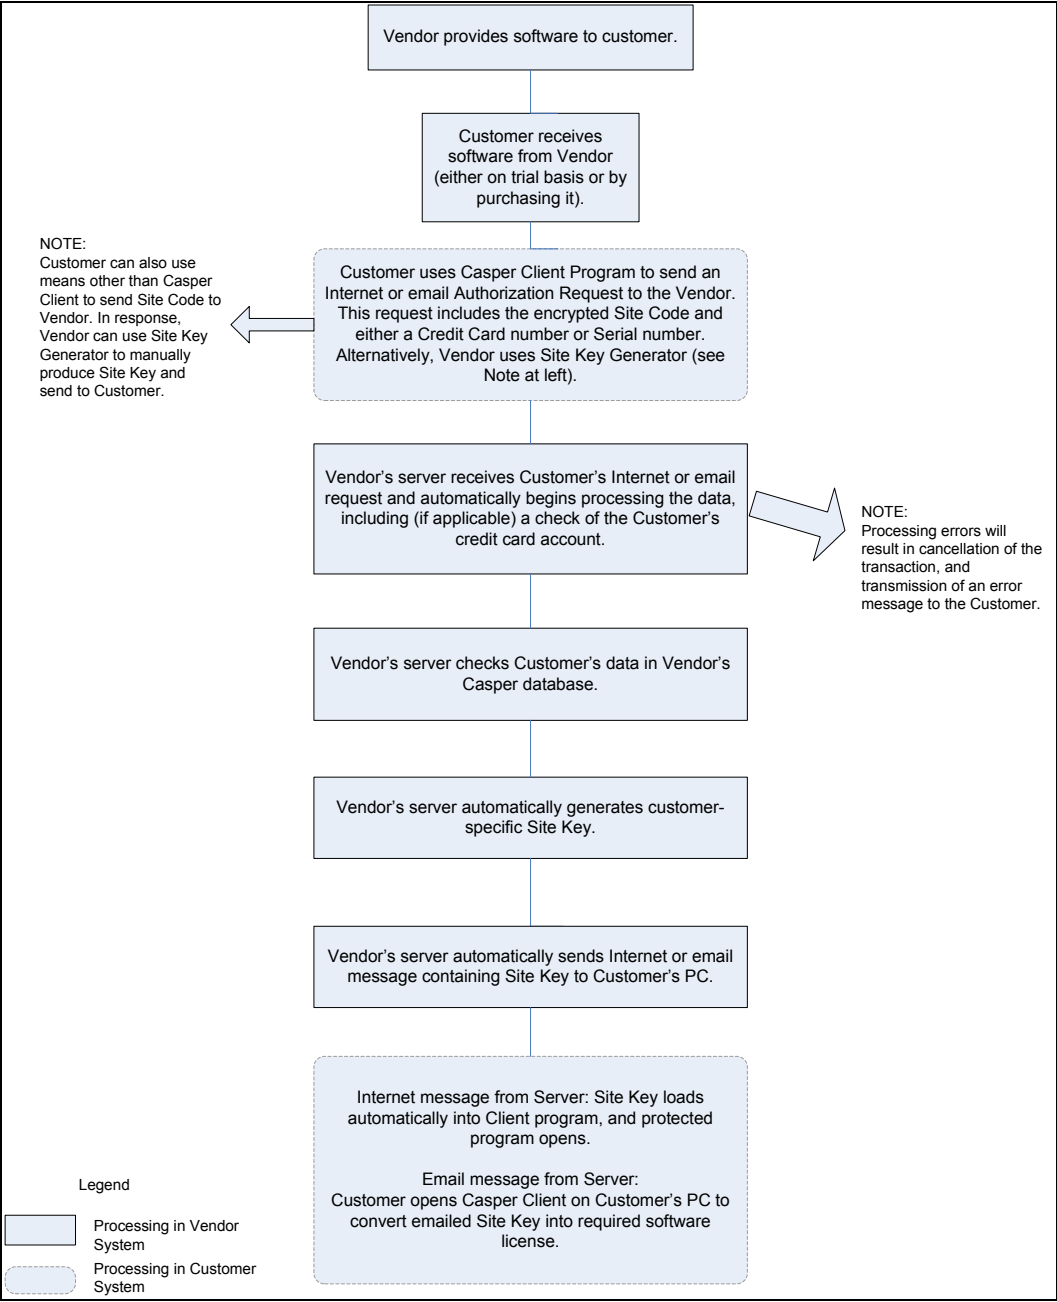 Vendor provides software to customer.
Customer receives
software from Vendor
(either on trial basis or by
purchasing it).
NOTE:
Customer can also use
means other than Casper
Client to send Site Code to
Vendor. In response,
Vendor can use Site Key
Generator to manually
produce Site Key and
send to Customer.
Customer uses Casper Client Program to send an
Internet or email Authorization Request to the Vendor.
This request includes the encrypted Site Code and
either a Credit Card number or Serial number.
Alternatively, Vendor uses Site Key Generator (see
Note at left).
Vendor’s server receives Customer’s Internet or email
request and automatically begins processing the data,
including (if applicable) a check of the Customer’s
credit card account.
NOTE:
Processing errors will
result in cancellation of the
transaction, and
transmission of an error
message to the Customer.
Vendor’s server checks Customer’s data in Vendor’s
Casper database.
Vendor’s server automatically generates customer-
specific Site Key.
Vendor’s server automatically sends Internet or email
message containing Site Key to Customer’s PC.
Internet message from Server: Site Key loads
automatically into Client program, and protected
program opens.
Email message from Server:
Customer opens Casper Client on Customer’s PC to
convert emailed Site Key into required software
license.
Legend
Processing in Vendor
System
Processing in Customer
System